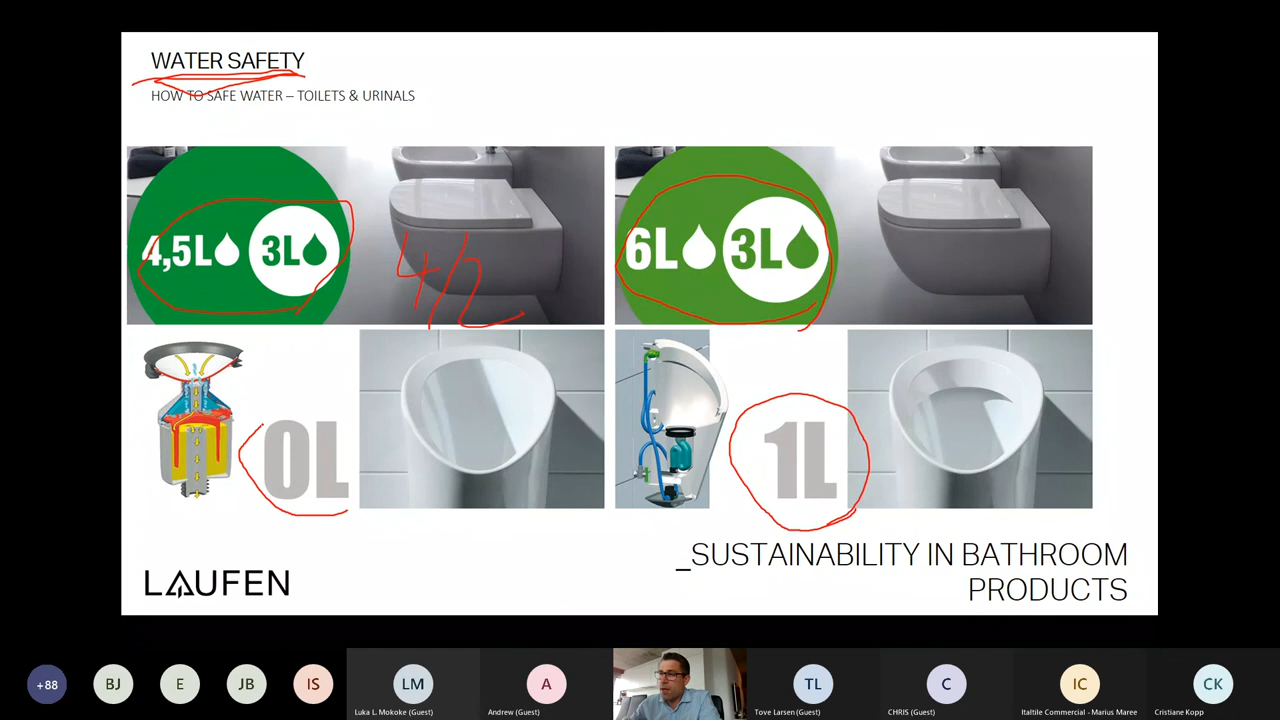 WATER SAFETY
HOW TO SAFE WATER – TOILETS & URINALS
4,5L 3L
4/2
6L 3L
0L
1L
_SUSTAINABILITY IN BATHROOM
PRODUCTS
LAUFEN
+88
BJ
E
JB
IS
LM
Luka L. Mokoke (Guest)
A
Andrew (Guest)
TL
Tove Larsen (Guest)
C
CHRIS (Guest)
IC
Italtile Commercial - Marius Maree
CK
Cristiane Kopp